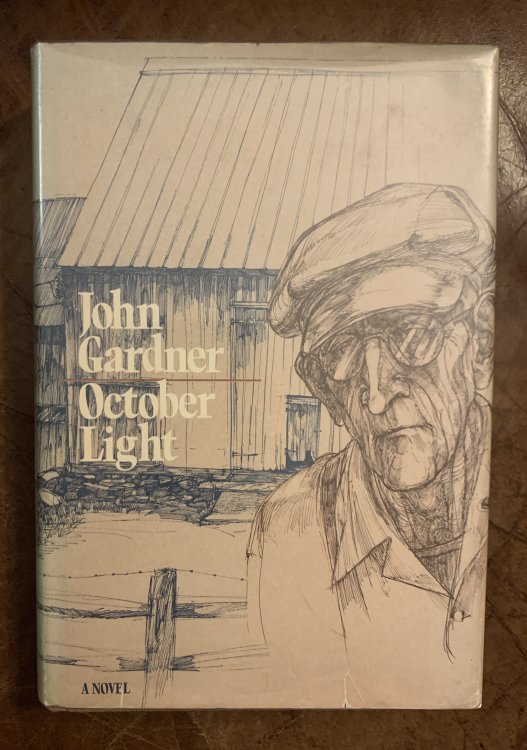 John
Gardner
October
Light
A NOVEL